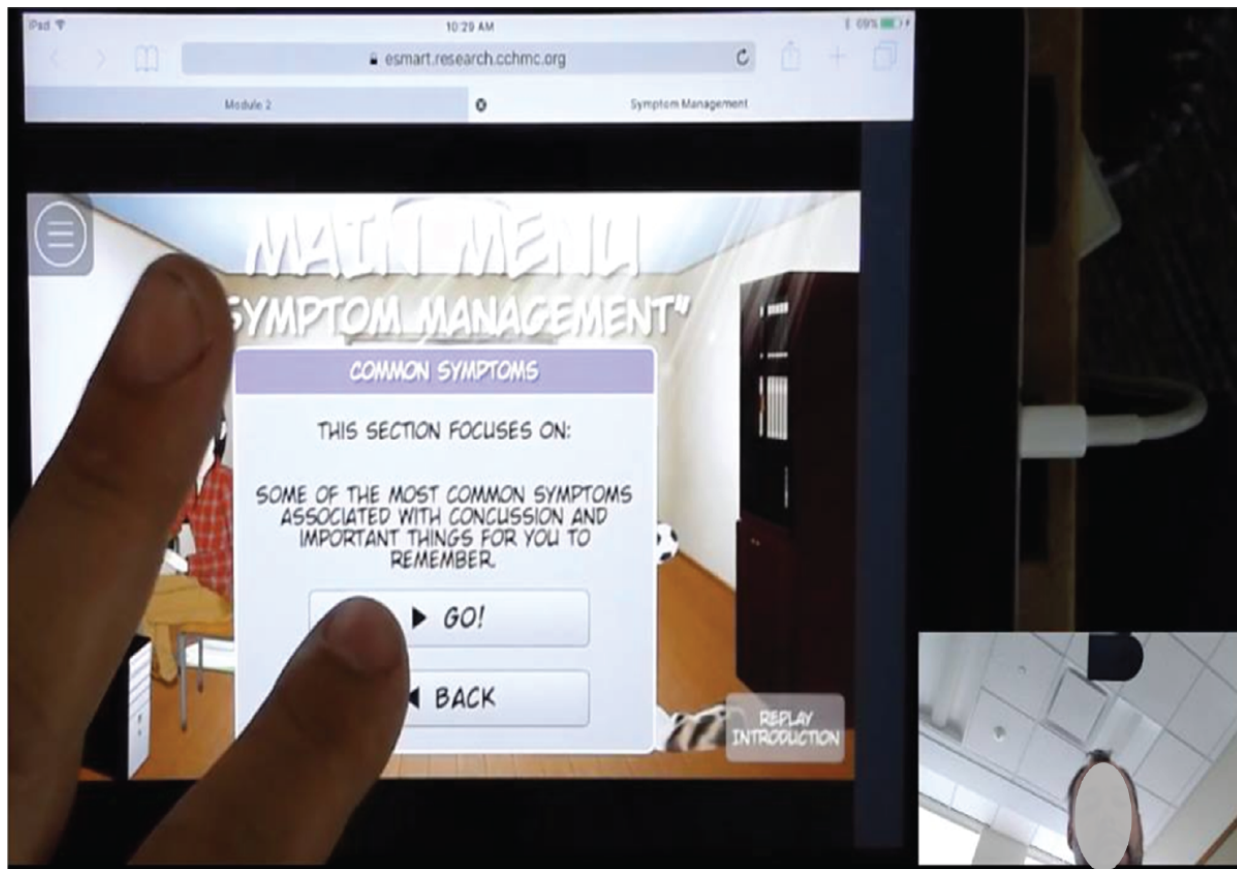 iPad
10:29 AM
69%
esmart.research.cchmc.org
Module 2
Symptom Management
MAIN MENU
SYMPTOM MANAGEMENT"
COMMON SYMPTOMS
THIS SECTION FOCUSES ON:
SOME OF THE MOST COMMON SYMPTOMS
ASSOCIATED WITH CONCUSSION AND
IMPORTANT THINGS FOR YOU TO
REMEMBER.
GO!
BACK
REPLAY
INTRODUCTION